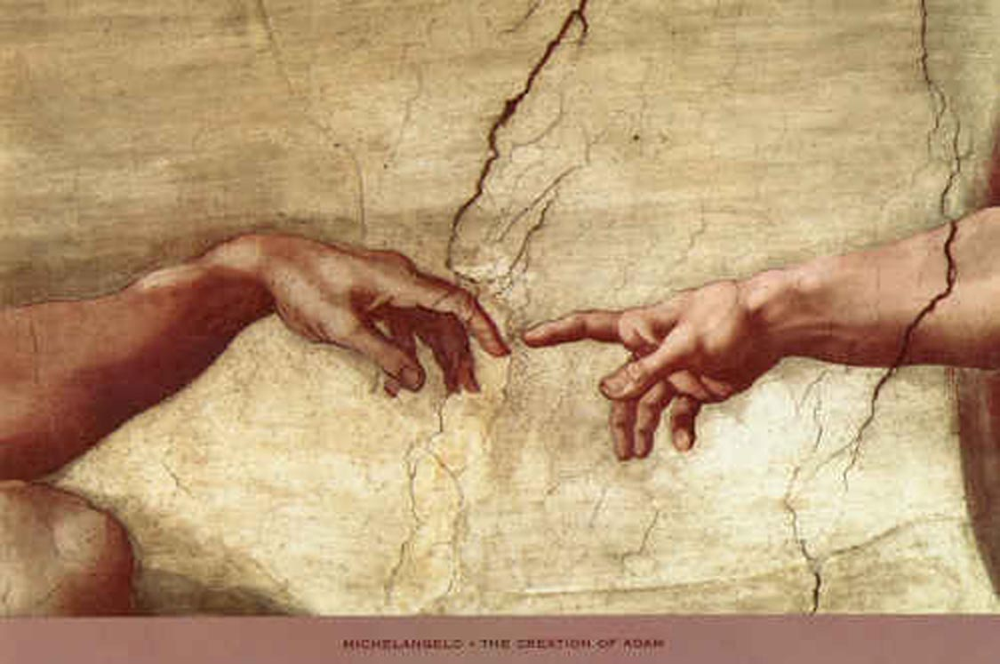 MICHELANGELO • THE CREATION OF ADAM